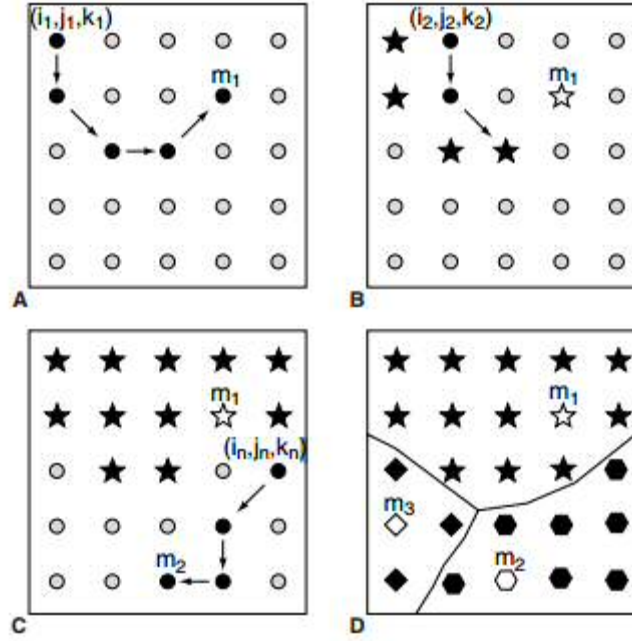 (i₁,j₁,k₁)
m₁
A
(i₂,j₂,k₂)
m₁
B
m₁
(iₙ,jₙ,kₙ)
m₂
C
m₁
m₃
m₂
D